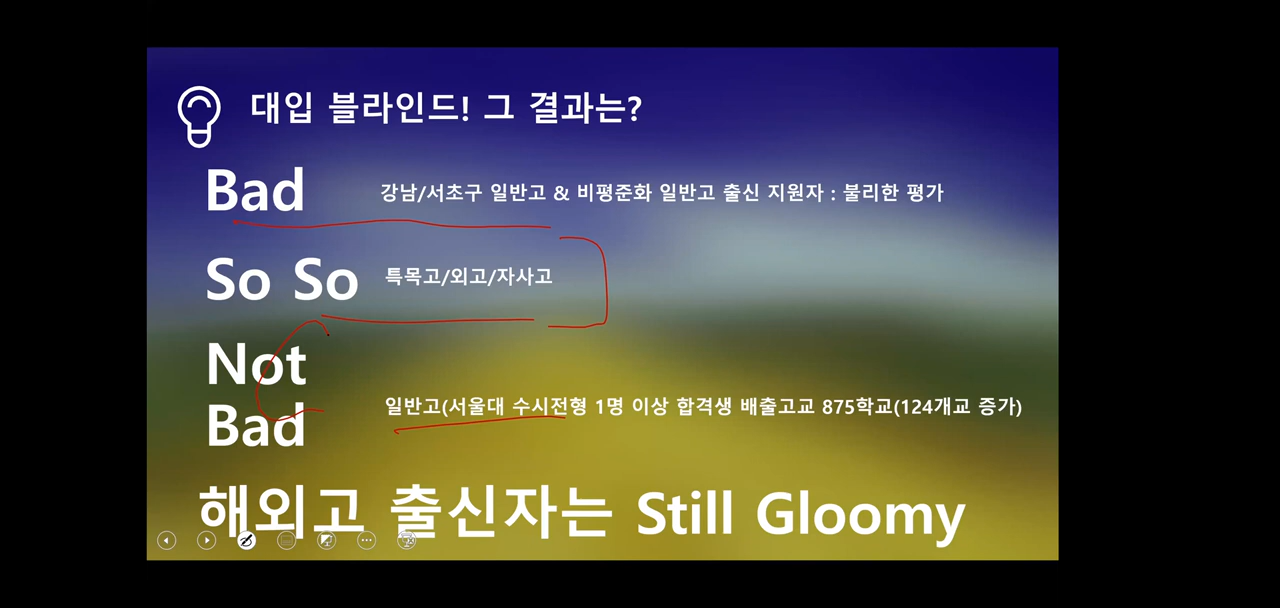 대입 블라인드! 그 결과는?
Bad 강남/서초구 일반고 & 비평준화 일반고 출신 지원자 : 불리한 평가
So So 특목고/외고/자사고
Not
Bad 일반고(서울대 수시전형 1명 이상 합격생 배출고교 875학교(124개교 증가)
해외고 출신자는 Still Gloomy